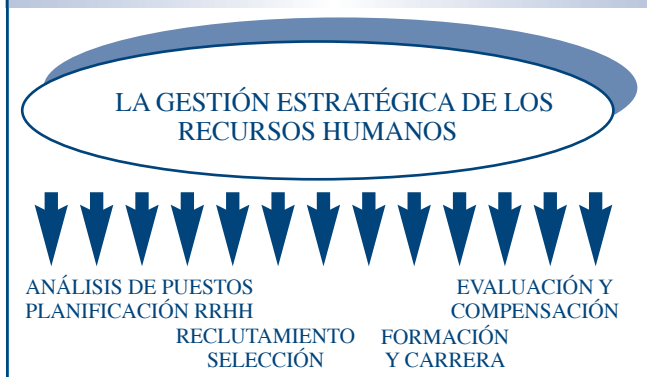 LA GESTIÓN ESTRATÉGICA DE LOS
RECURSOS HUMANOS
ANÁLISIS DE PUESTOS
PLANIFICACIÓN RRHH
RECLUTAMIENTO
SELECCIÓN
FORMACIÓN
Y CARRERA
EVALUACIÓN Y
COMPENSACIÓN